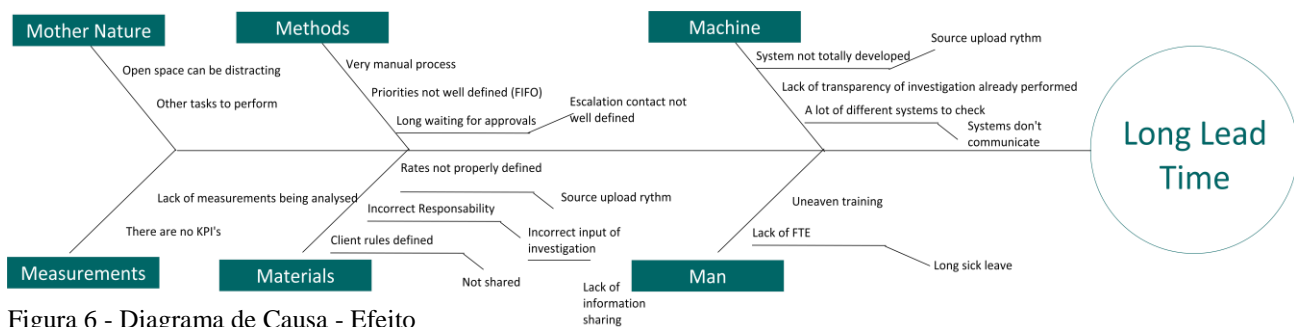 Mother Nature
Methods
Machine
Open space can be distracting
Other tasks to perform
Very manual process
Priorities not well defined (FIFO)
Long waiting for approvals
Escalation contact not
well defined
System not totally developed
Source upload rythm
Lack of transparency of investigation already performed
A lot of different systems to check
Systems don't
communicate
Long Lead
Time
Lack of measurements being analysed
There are no KPI's
Rates not properly defined
Source upload rythm
Incorrect Responsability
Incorrect input of
investigation
Client rules defined
Not shared
Lack of
information
sharing
Uneaven training
Lack of FTE
Long sick leave
Measurements
Materials
Man
Figura 6 - Diagrama de Causa - Efeito